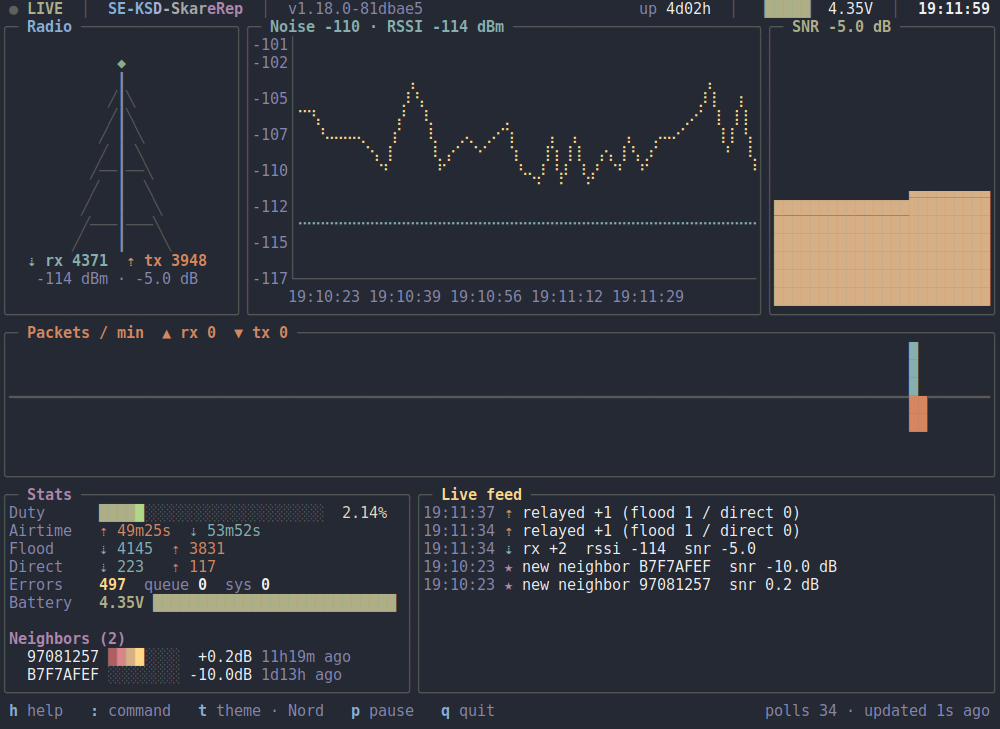 ● LIVE │ SE-KSD-SkareRep │ v1.18.0-81dbae5 up 4d02h │ 4.35V │ 19:11:59
Radio
Noise -110 · RSSI -114 dBm
SNR -5.0 dB
-101
-102
-105
-107
-110
-112
-115
-117
19:10:23 19:10:39 19:10:56 19:11:12 19:11:29
⇣ rx 4371 ⇡ tx 3948
-114 dBm · -5.0 dB
Packets / min ▲ rx 0 ▼ tx 0
Stats
Duty 2.14%
Airtime ⇡ 49m25s ⇣ 53m52s
Flood ⇣ 4145 ⇡ 3831
Direct ⇣ 223 ⇡ 117
Errors 497 queue 0 sys 0
Battery 4.35V
Neighbors (2)
97081257 +0.2dB 11h19m ago
B7F7AFEF -10.0dB 1d13h ago
Live feed
19:11:37 ⇡ relayed +1 (flood 1 / direct 0)
19:11:34 ⇡ relayed +1 (flood 1 / direct 0)
19:11:34 ⇣ rx +2 rssi -114 snr -5.0
19:10:23 ★ new neighbor B7F7AFEF snr -10.0 dB
19:10:23 ★ new neighbor 97081257 snr 0.2 dB
h help : command t theme · Nord p pause q quit polls 34 · updated 1s ago